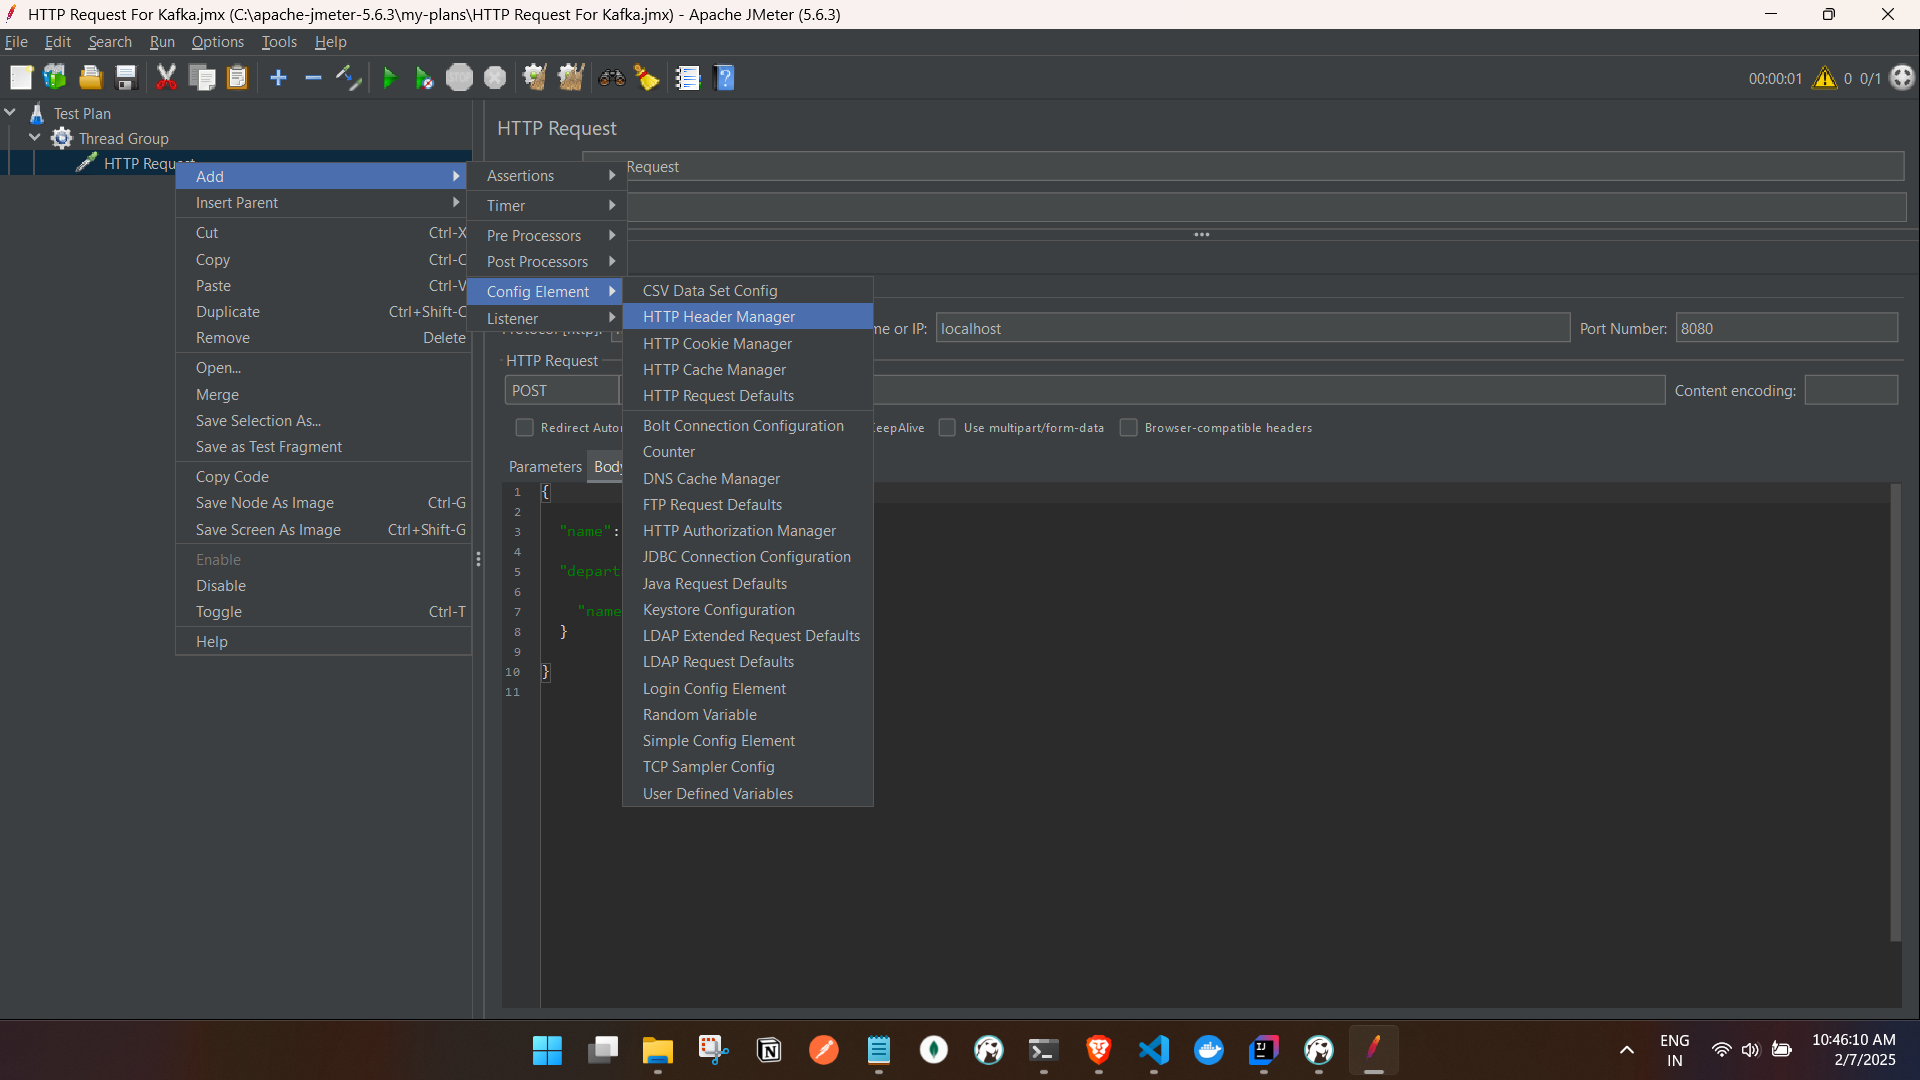 HTTP Request For Kafka.jmx (C:\apache-jmeter-5.6.3\my-plans\HTTP Request For Kafka.jmx) - Apache JMeter (5.6.3)
File Edit Search Run Options Tools Help
00:00:01 0 0/1
Test Plan
Thread Group
HTTP Request
Add
Insert Parent
Cut Ctrl-X
Copy Ctrl-C
Paste Ctrl-V
Duplicate Ctrl+Shift-C
Remove Delete
Open...
Merge
Save Selection As...
Save as Test Fragment
Copy Code
Save Node As Image Ctrl-G
Save Screen As Image Ctrl+Shift-G
Enable
Disable
Toggle Ctrl-T
Help
Assertions
Timer
Pre Processors
Post Processors
Config Element
Listener
CSV Data Set Config
HTTP Header Manager
HTTP Cookie Manager
HTTP Cache Manager
HTTP Request Defaults
Bolt Connection Configuration
Counter
DNS Cache Manager
FTP Request Defaults
HTTP Authorization Manager
JDBC Connection Configuration
Java Request Defaults
Keystore Configuration
LDAP Extended Request Defaults
LDAP Request Defaults
Login Config Element
Random Variable
Simple Config Element
TCP Sampler Config
User Defined Variables
HTTP Request
Request
me or IP: localhost Port Number: 8080
HTTP Request
POST Content encoding:
Redirect Autor eepAlive Use multipart/form-data Browser-compatible headers
Parameters Body
1 {
2
3 "name":
4
5 "depart
6
7 "name
8 }
9
10 }
11
ENG 10:46:10 AM
IN 2/7/2025